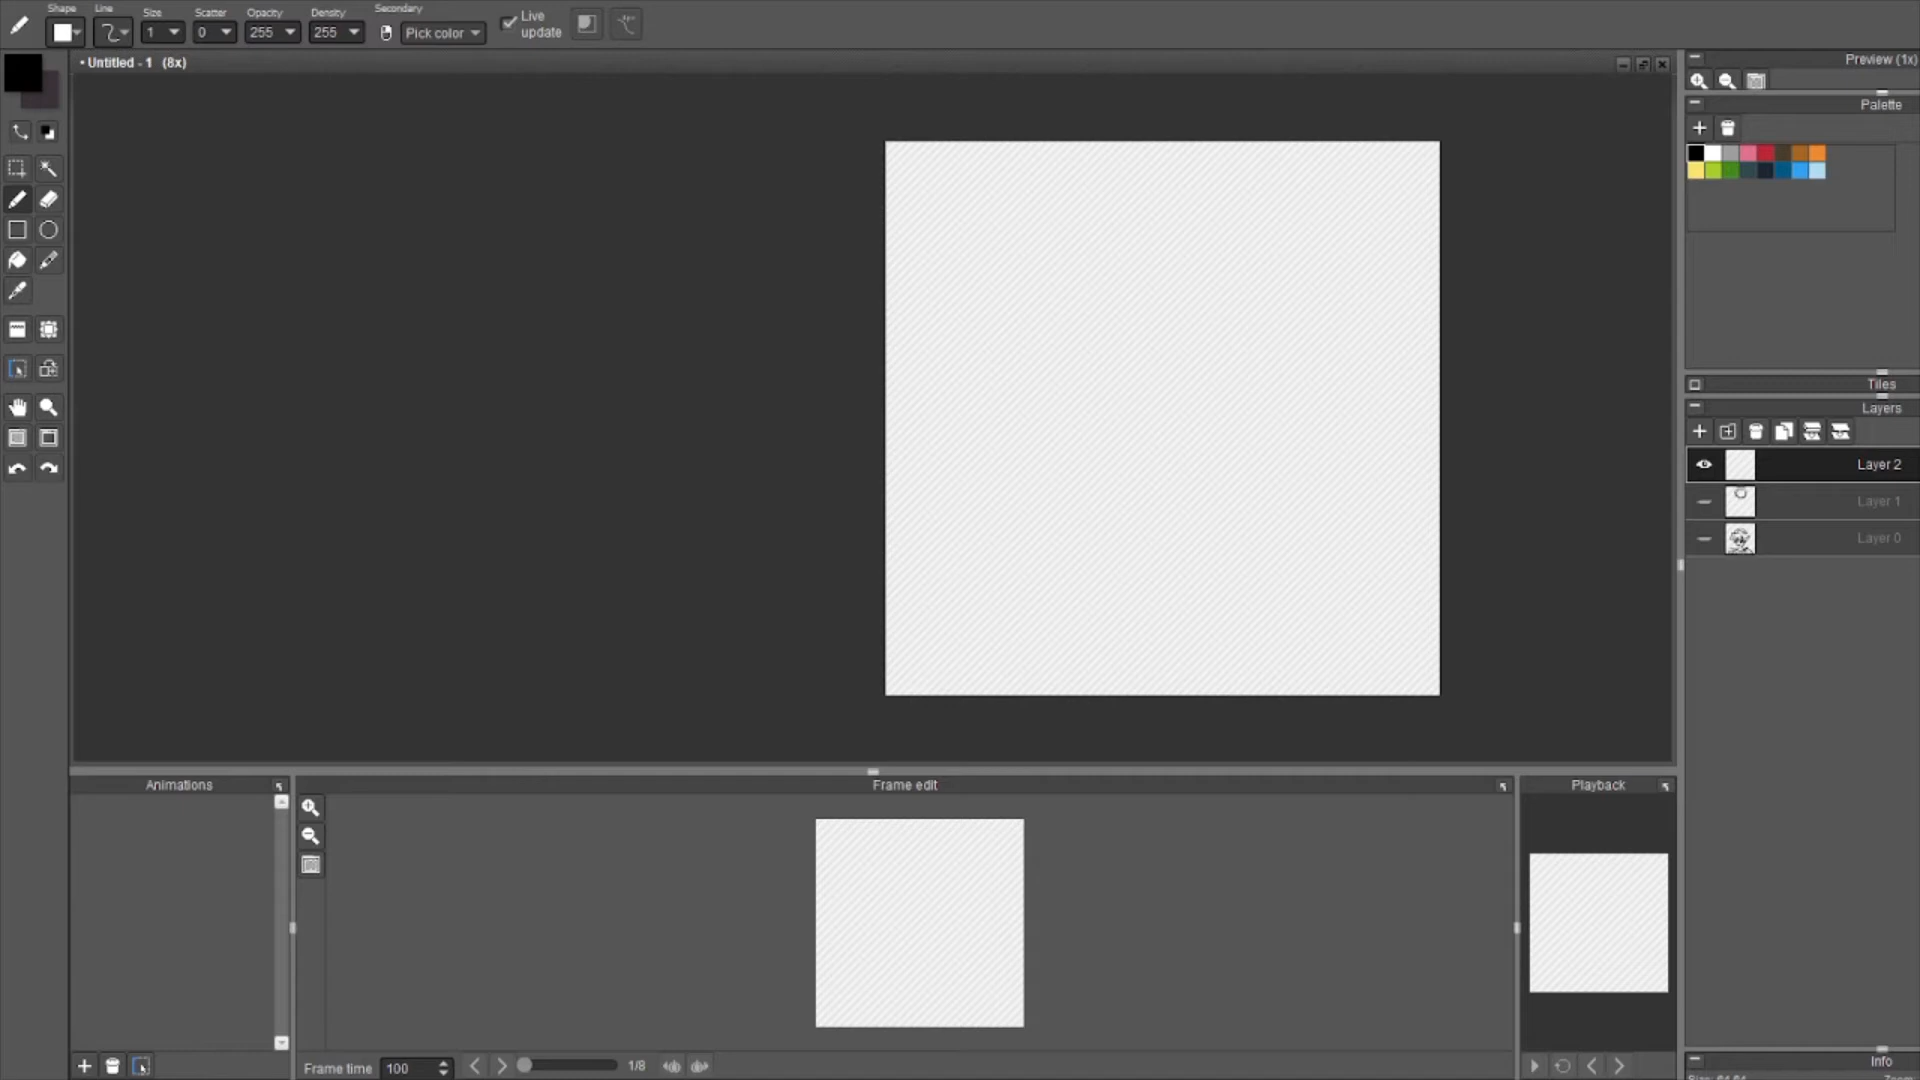 Shape Line Size Scatter Opacity Density Secondary
1 0 255 255 Pick color Live update
• Untitled - 1 (8x)
Preview (1x)
Palette
Tiles
Layers
Layer 2
Layer 1
Layer 0
Animations Frame edit Playback
Frame time 100 1/8
Info